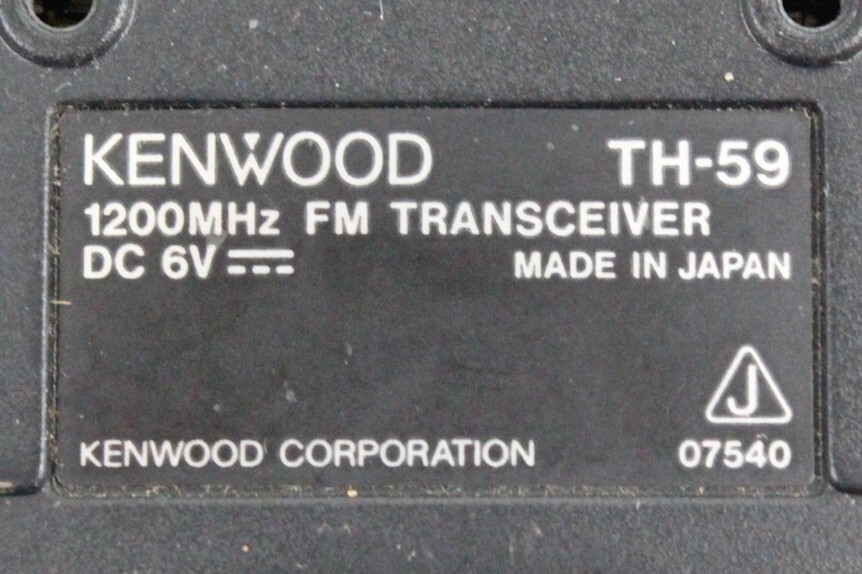 KENWOOD TH-59
1200MHz FM TRANSCEIVER
DC 6V ⎓ MADE IN JAPAN
J
KENWOOD CORPORATION 07540